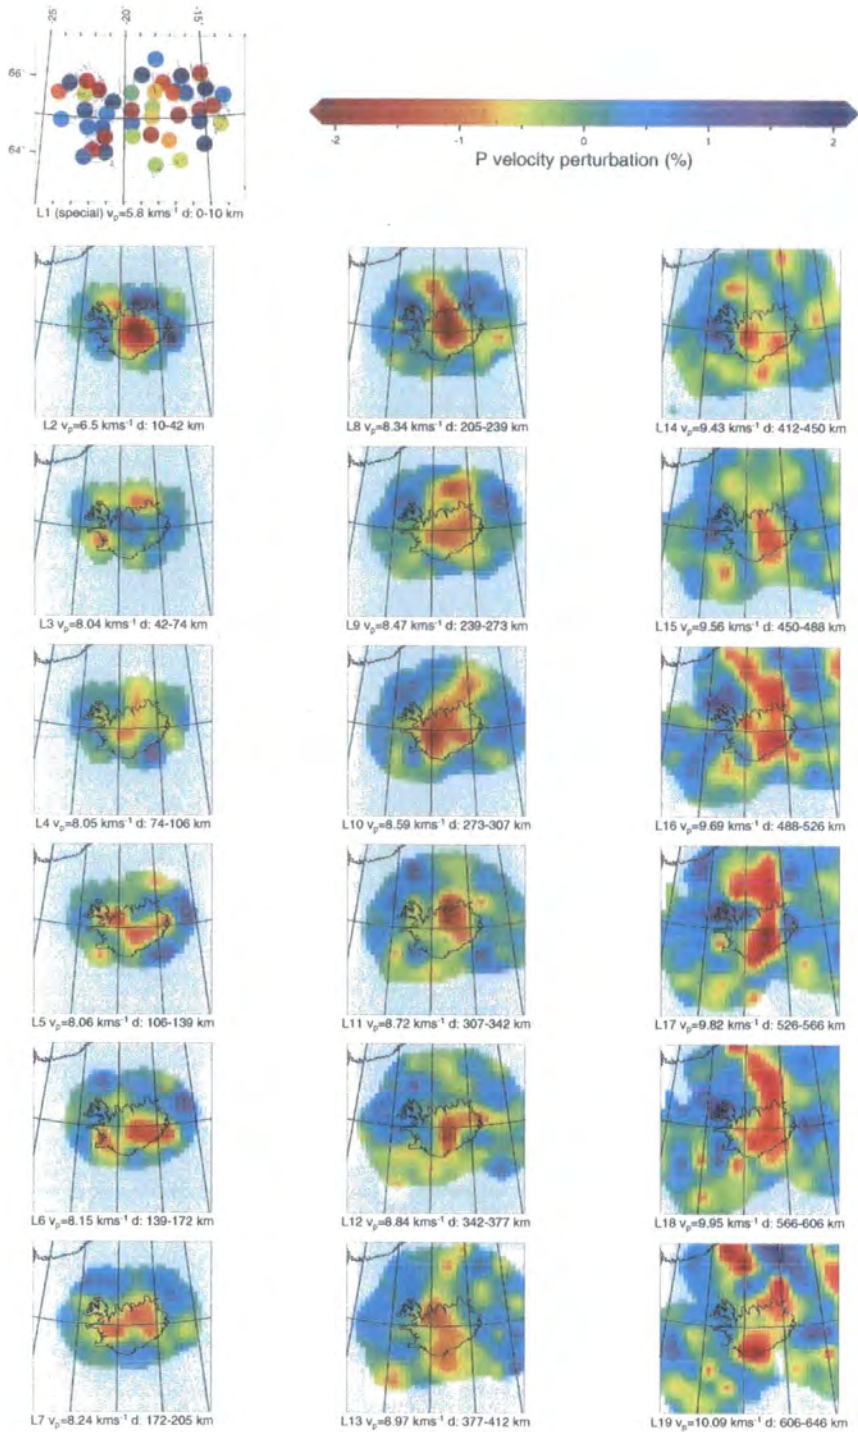 -25° -20° -15°
66°
64°
-2 -1 0 1 2
P velocity perturbation (%)
L1 (special) vₚ=5.8 kms⁻¹ d: 0-10 km
L2 vₚ=6.5 kms⁻¹ d: 10-42 km
L8 vₚ=8.34 kms⁻¹ d: 205-239 km
L14 vₚ=9.43 kms⁻¹ d: 412-450 km
L3 vₚ=8.04 kms⁻¹ d: 42-74 km
L9 vₚ=8.47 kms⁻¹ d: 239-273 km
L15 vₚ=9.56 kms⁻¹ d: 450-488 km
L4 vₚ=8.05 kms⁻¹ d: 74-106 km
L10 vₚ=8.59 kms⁻¹ d: 273-307 km
L16 vₚ=9.69 kms⁻¹ d: 488-526 km
L5 vₚ=8.06 kms⁻¹ d: 106-139 km
L11 vₚ=8.72 kms⁻¹ d: 307-342 km
L17 vₚ=9.82 kms⁻¹ d: 526-566 km
L6 vₚ=8.15 kms⁻¹ d: 139-172 km
L12 vₚ=8.84 kms⁻¹ d: 342-377 km
L18 vₚ=9.95 kms⁻¹ d: 566-606 km
L7 vₚ=8.24 kms⁻¹ d: 172-205 km
L13 vₚ=8.97 kms⁻¹ d: 377-412 km
L19 vₚ=10.09 kms⁻¹ d: 606-646 km